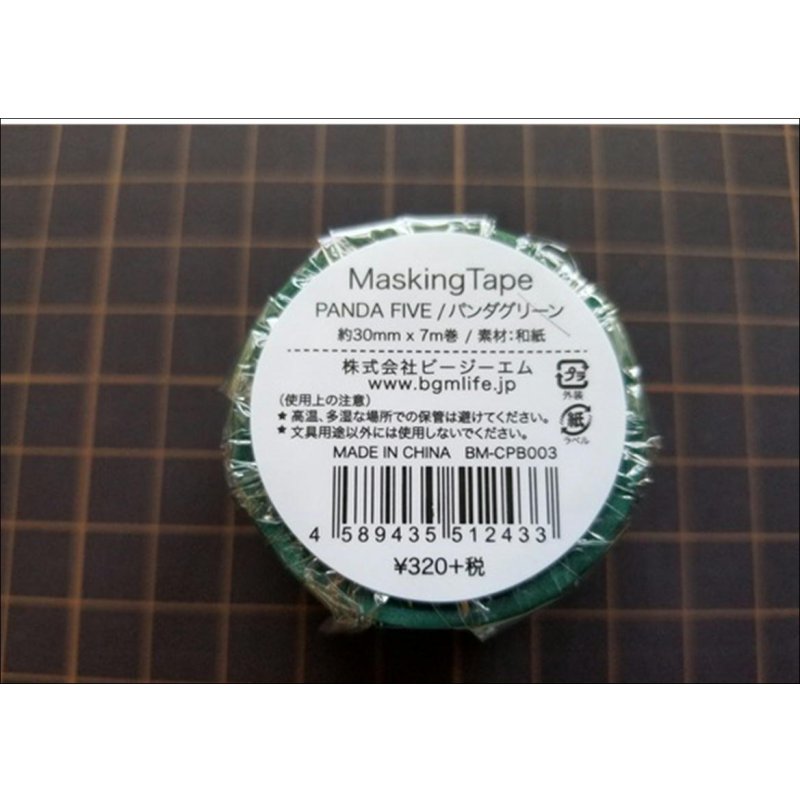 MaskingTape
PANDA FIVE / パンダグリーン
約30mm x 7m巻 / 素材:和紙
株式会社ビージーエム
www.bgmlife.jp
プラ
外装
紙
ラベル
(使用上の注意)
★ 高温、多湿な場所での保管は避けてください。
★ 文具用途以外には使用しないでください。
MADE IN CHINA BM-CPB003
4 589435 512433
¥320+税